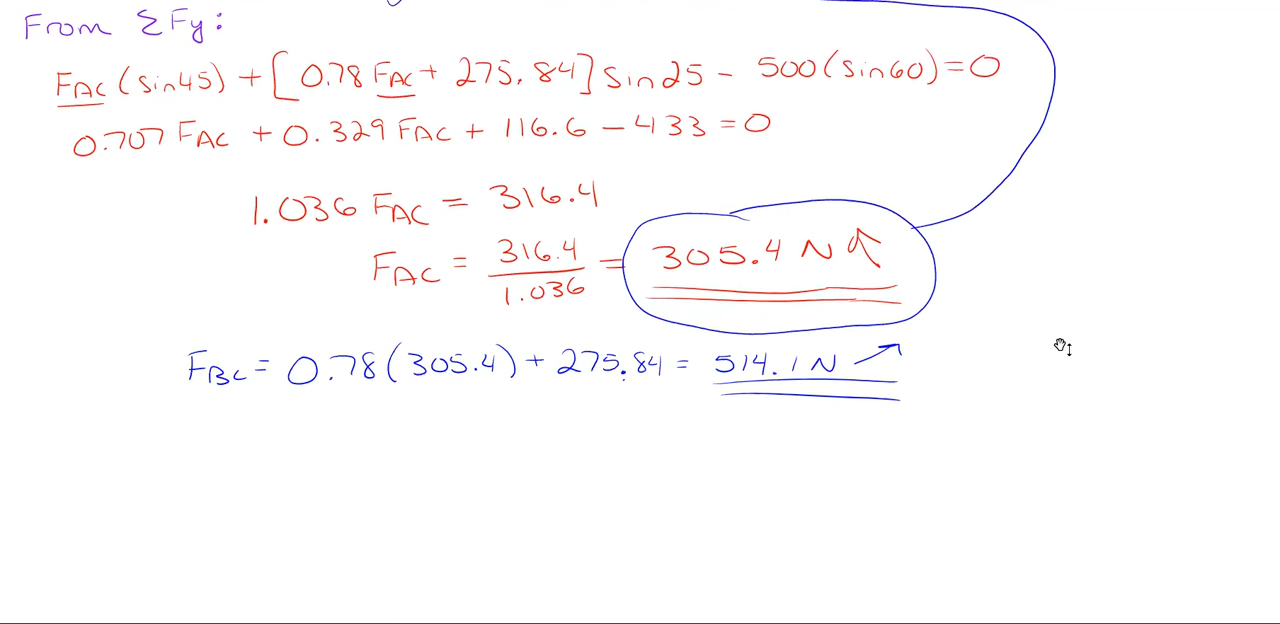 From ΣFy:
FAC (sin45) + [0.78 FAC + 275.84] sin25 - 500(sin60) = 0
0.707 FAC + 0.329 FAC + 116.6 - 433 = 0
1.036 FAC = 316.4
FAC = 316.4 / 1.036 = 305.4 N ↑
FBC = 0.78(305.4) + 275.84 = 514.1 N ↗